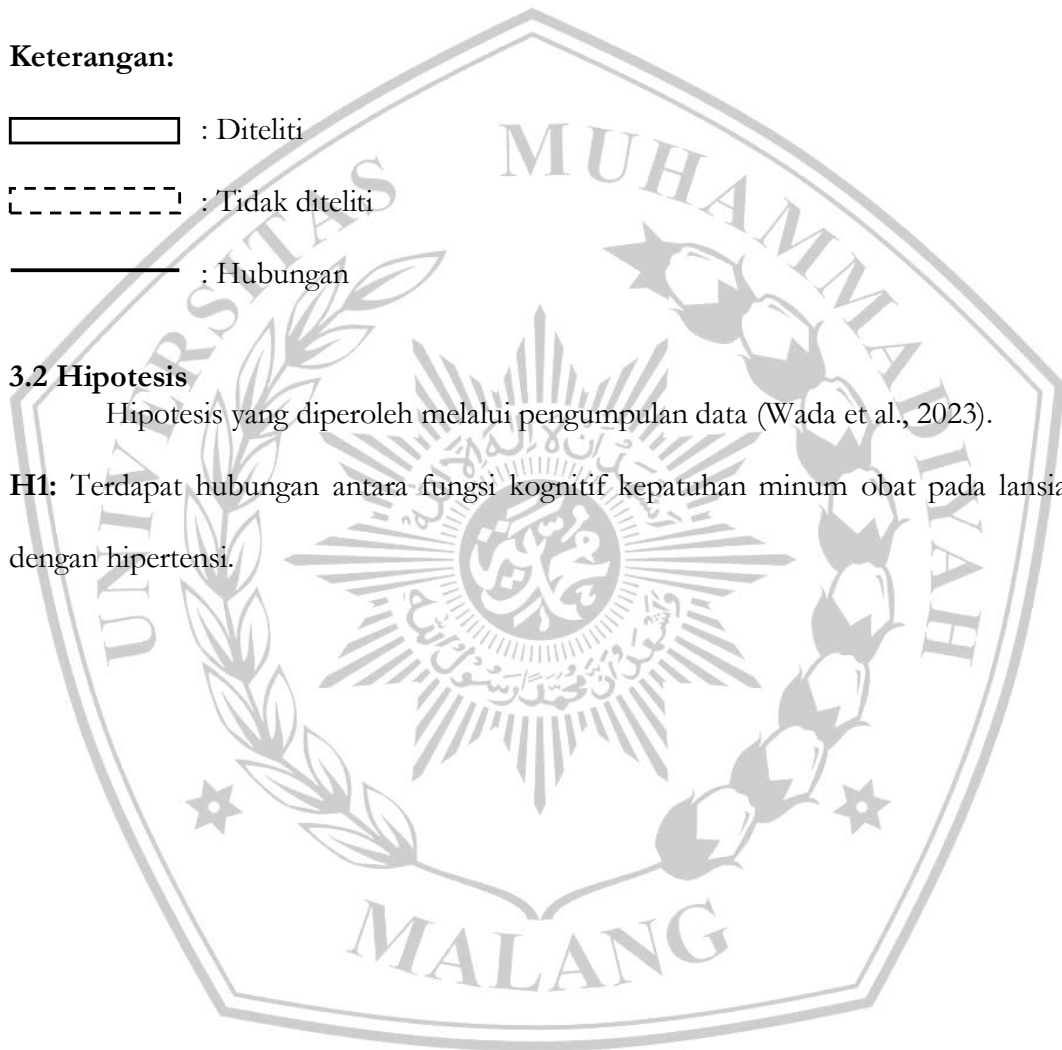 Keterangan:
: Diteliti
: Tidak diteliti
: Hubungan
3.2 Hipotesis
Hipotesis yang diperoleh melalui pengumpulan data (Wada et al., 2023).
H1: Terdapat hubungan antara fungsi kognitif kepatuhan minum obat pada lansia
dengan hipertensi.
UNIVERSITAS MUHAMMADIYAH
MALANG